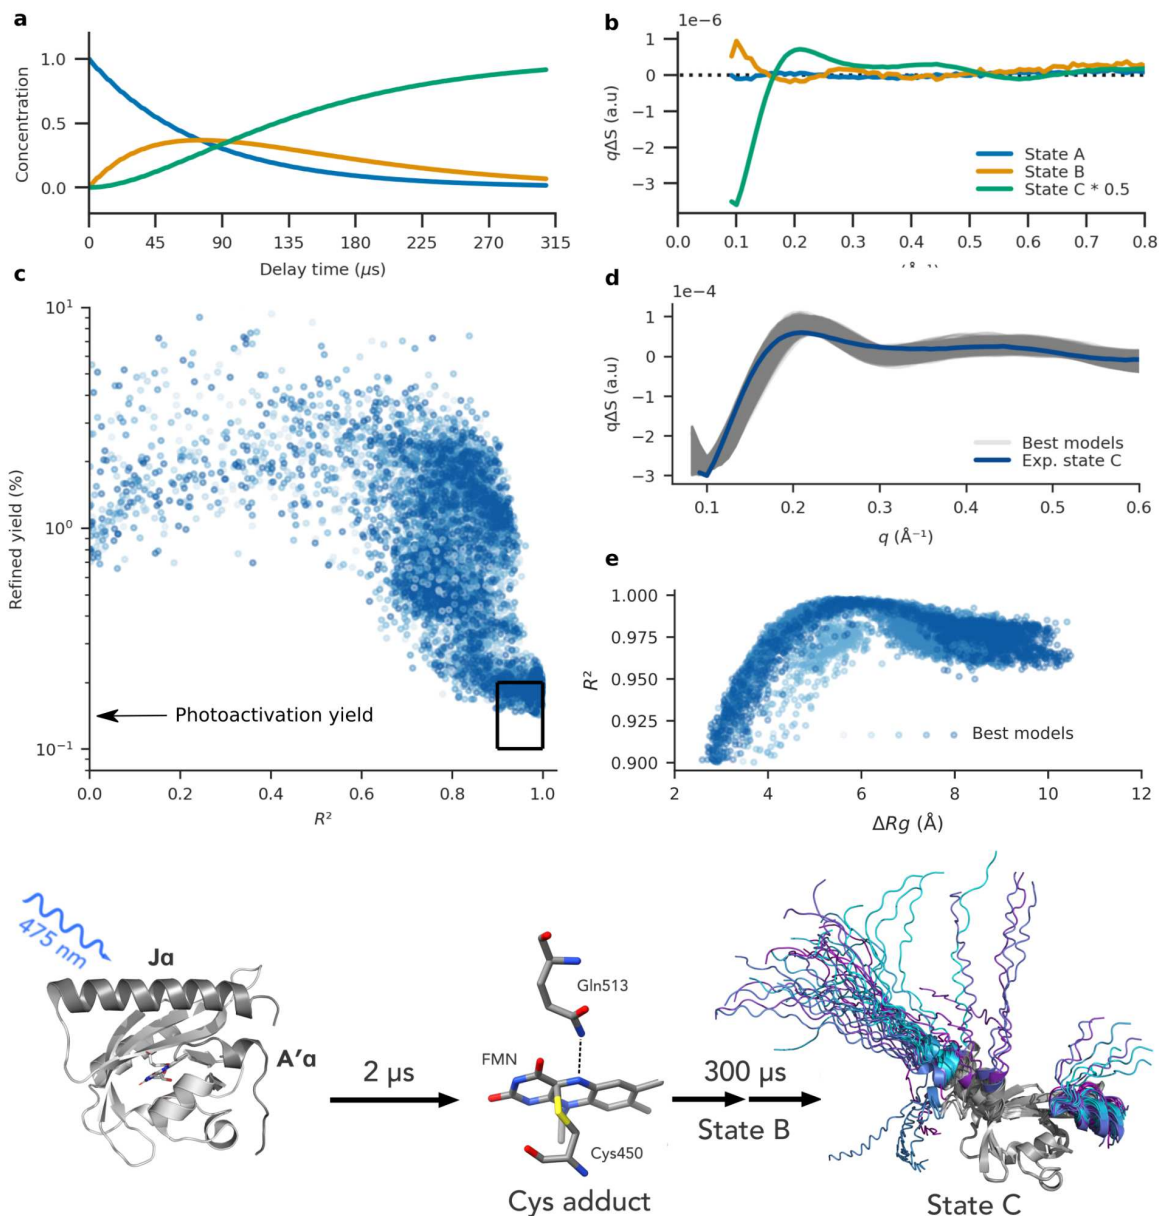 a
1.0
0.5
0.0
Concentration
0 45 90 135 180 225 270 315
Delay time (μs)
b
1e−6
1
0
−1
−2
−3
qΔS (a.u)
State A
State B
State C * 0.5
0.0 0.1 0.2 0.3 0.4 0.5 0.6 0.7 0.8
c
10¹
10⁰
10⁻¹
Refined yield (%)
Photoactivation yield
0.0 0.2 0.4 0.6 0.8 1.0
R²
d
1e−4
1
0
−1
−2
−3
qΔS (a.u)
Best models
Exp. state C
0.1 0.2 0.3 0.4 0.5 0.6
q (Å⁻¹)
e
1.000
0.975
0.950
0.925
0.900
R²
Best models
2 4 6 8 10 12
ΔRg (Å)
475 nm
Jα
A′α
2 μs
Gln513
FMN
Cys450
Cys adduct
300 μs
State B
State C